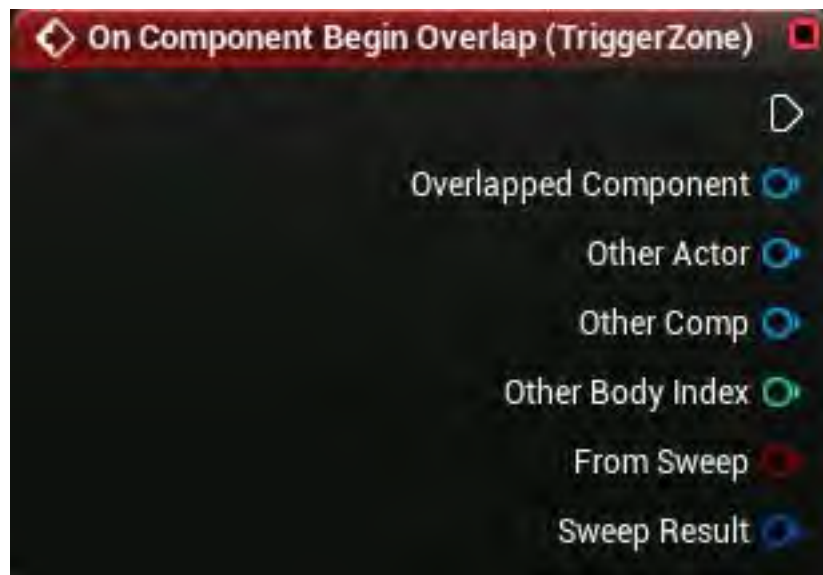 On Component Begin Overlap (TriggerZone)
Overlapped Component
Other Actor
Other Comp
Other Body Index
From Sweep
Sweep Result